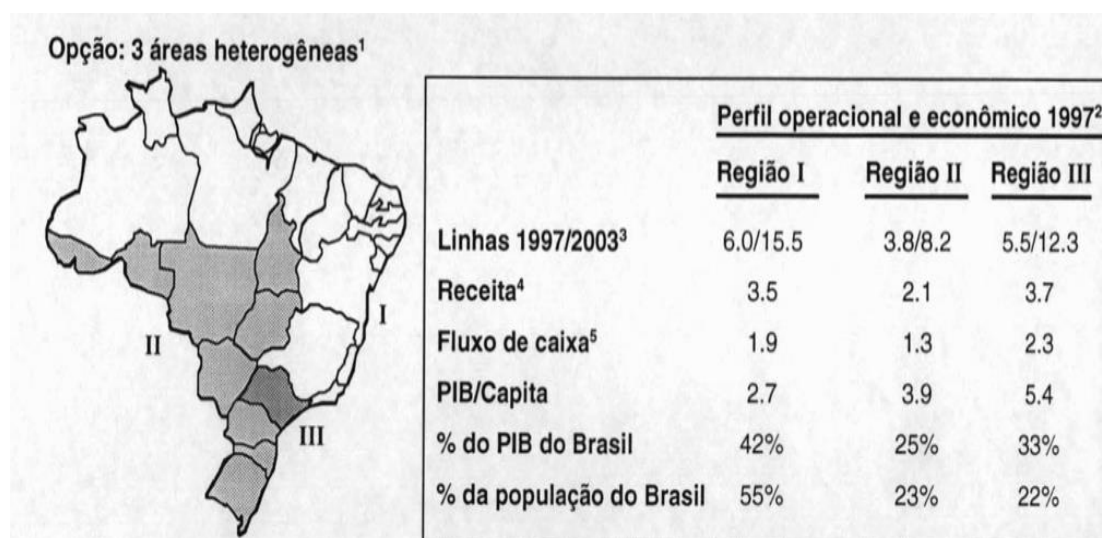 Opção: 3 áreas heterogêneas¹
I
II
III
Perfil operacional e econômico 1997²
Região I Região II Região III
Linhas 1997/2003³ 6.0/15.5 3.8/8.2 5.5/12.3
Receita⁴ 3.5 2.1 3.7
Fluxo de caixa⁵ 1.9 1.3 2.3
PIB/Capita 2.7 3.9 5.4
% do PIB do Brasil 42% 25% 33%
% da população do Brasil 55% 23% 22%